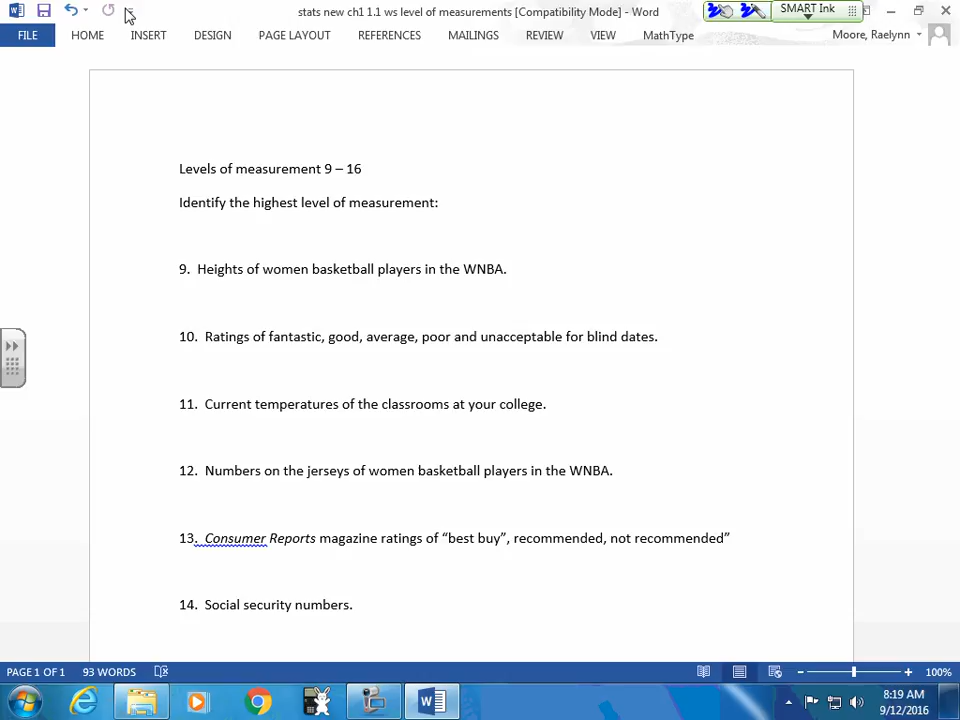 stats new ch1 1.1 ws level of measurements [Compatibility Mode] - Word
SMART Ink
FILE HOME INSERT DESIGN PAGE LAYOUT REFERENCES MAILINGS REVIEW VIEW MathType Moore, Raelynn
Levels of measurement 9 – 16
Identify the highest level of measurement:
9. Heights of women basketball players in the WNBA.
10. Ratings of fantastic, good, average, poor and unacceptable for blind dates.
11. Current temperatures of the classrooms at your college.
12. Numbers on the jerseys of women basketball players in the WNBA.
13. Consumer Reports magazine ratings of “best buy”, recommended, not recommended”
14. Social security numbers.
PAGE 1 OF 1 93 WORDS 100%
8:19 AM
9/12/2016